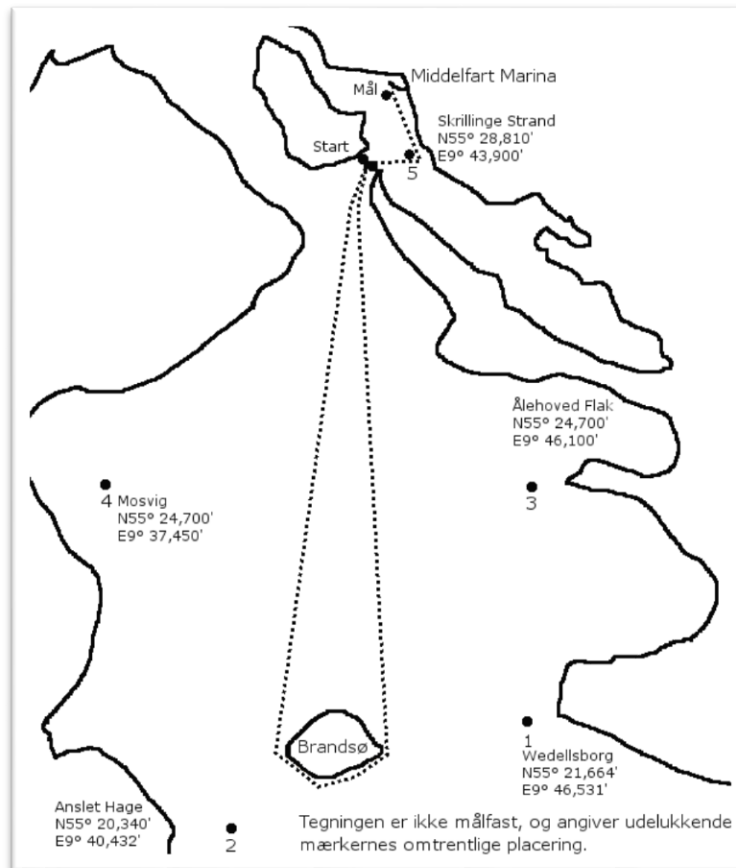 Middelfart Marina
Mål
Skrillinge Strand
N55° 28,810'
E9° 43,900'
Start
5
Ålehoved Flak
N55° 24,700'
E9° 46,100'
4 Mosvig
N55° 24,700'
E9° 37,450'
3
Brandsø
1
Wedellsborg
N55° 21,664'
E9° 46,531'
Anslet Hage
N55° 20,340'
E9° 40,432'
2
Tegningen er ikke målfast, og angiver udelukkende
mærkernes omtrentlige placering.